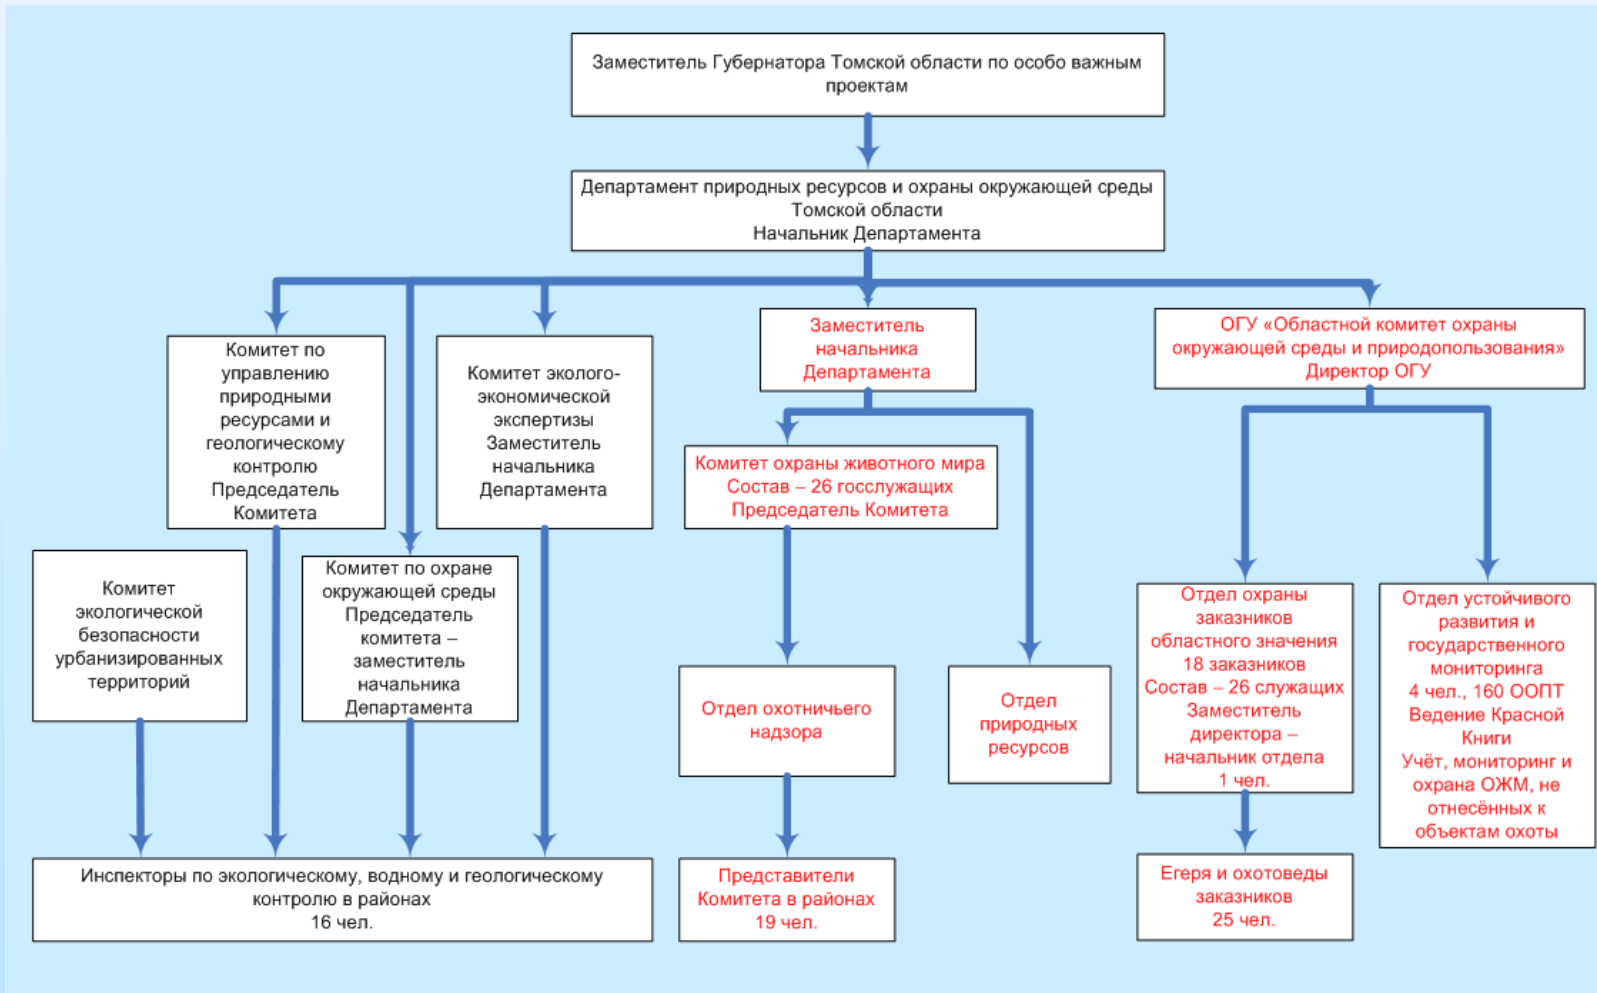 Заместитель Губернатора Томской области по особо важным
проектам
Департамент природных ресурсов и охраны окружающей среды
Томской области
Начальник Департамента
Комитет по
управлению
природными
ресурсами и
геологическому
контролю
Председатель
Комитета
Комитет эколого-
экономической
экспертизы
Заместитель
начальника
Департамента
Заместитель
начальника
Департамента
ОГУ «Областной комитет охраны
окружающей среды и природопользования»
Директор ОГУ
Комитет охраны животного мира
Состав – 26 госслужащих
Председатель Комитета
Комитет
экологической
безопасности
урбанизированных
территорий
Комитет по охране
окружающей среды
Председатель
комитета –
заместитель
начальника
Департамента
Отдел охотничьего
надзора
Отдел
природных
ресурсов
Отдел охраны
заказников
областного значения
18 заказников
Состав – 26 служащих
Заместитель
директора –
начальник отдела
1 чел.
Отдел устойчивого
развития и
государственного
мониторинга
4 чел., 160 ООПТ
Ведение Красной
Книги
Учёт, мониторинг и
охрана ОЖМ, не
отнесённых к
объектам охоты
Инспекторы по экологическому, водному и геологическому
контролю в районах
16 чел.
Представители
Комитета в районах
19 чел.
Егеря и охотоведы
заказников
25 чел.